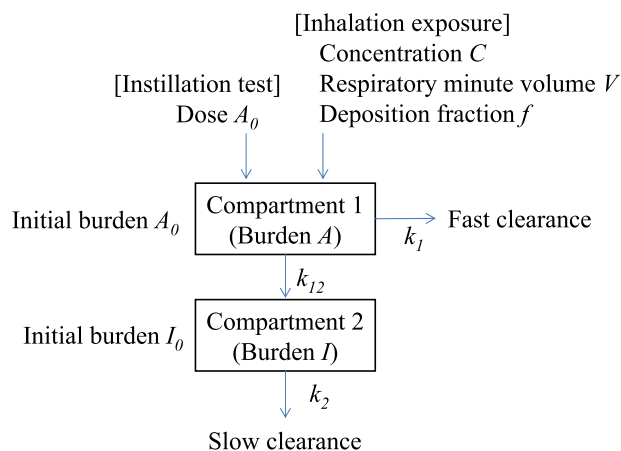 [Inhalation exposure]
Concentration C
Respiratory minute volume V
Deposition fraction f
[Instillation test]
Dose A0
Initial burden A0
Compartment 1
(Burden A)
k1
Fast clearance
k12
Initial burden I0
Compartment 2
(Burden I)
k2
Slow clearance